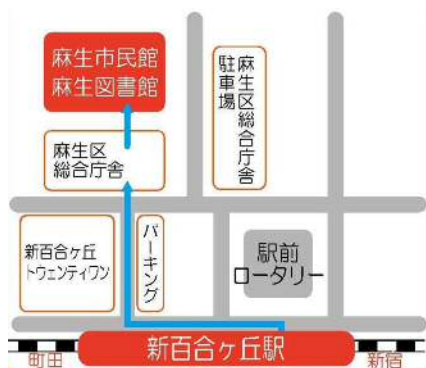 麻生市民館
麻生図書館
麻生区総合庁舎
駐車場
麻生区
総合庁舎
新百合ヶ丘
トウェンティワン
パーキング
駅前
ロータリー
新百合ヶ丘駅
町田
新宿